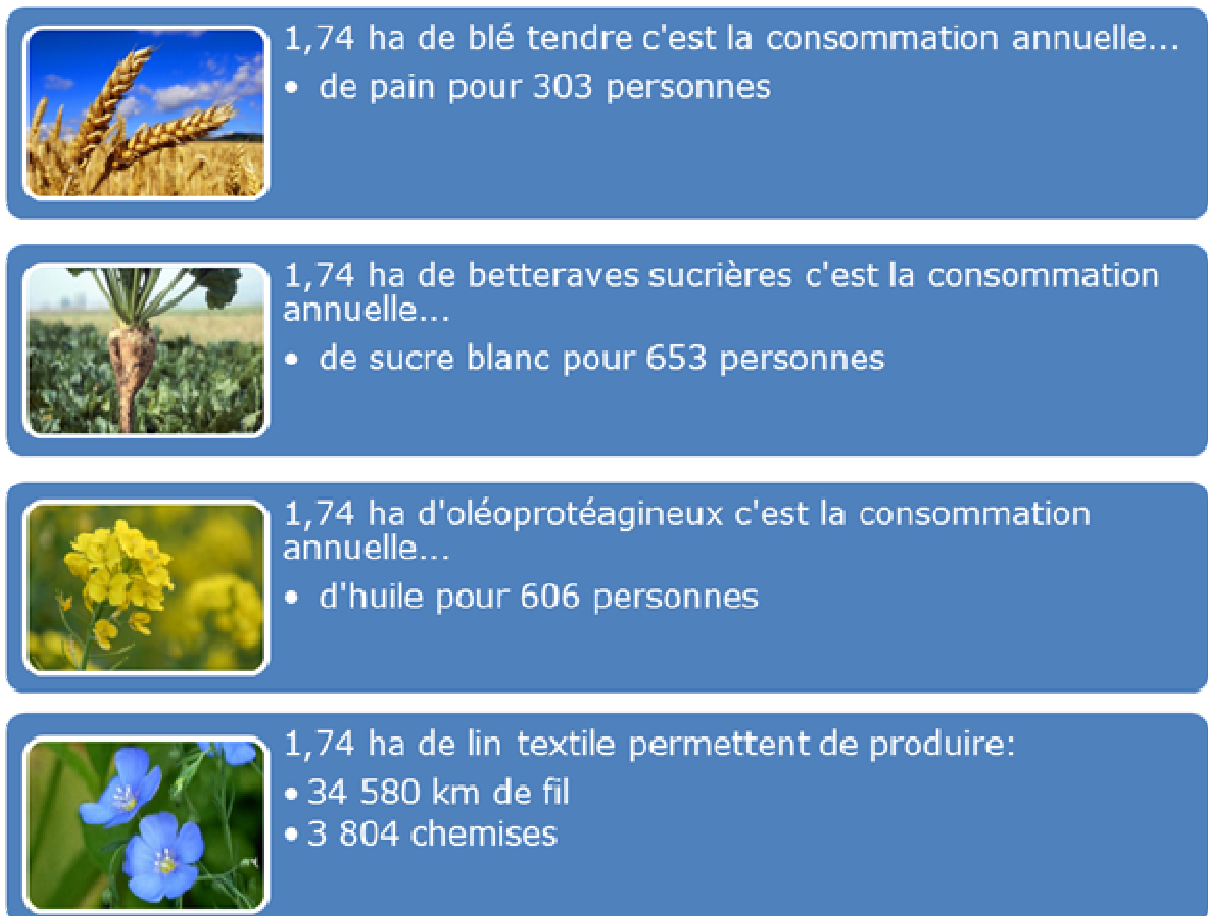 1,74 ha de blé tendre c'est la consommation annuelle...
• de pain pour 303 personnes
1,74 ha de betteraves sucrières c'est la consommation
annuelle...
• de sucre blanc pour 653 personnes
1,74 ha d'oléoprotéagineux c'est la consommation
annuelle...
• d'huile pour 606 personnes
1,74 ha de lin textile permettent de produire:
• 34 580 km de fil
• 3 804 chemises